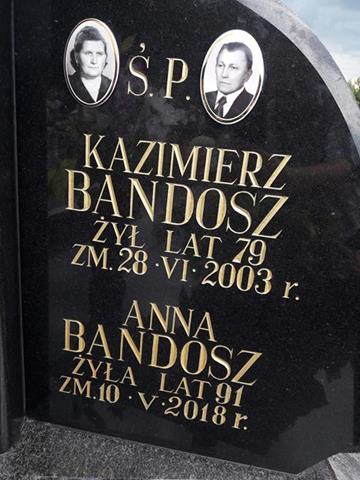 Ś. P.
KAZIMIERZ
BANDOSZ
ŻYŁ LAT 79
ZM. 28 · VI · 2003 r.
ANNA
BANDOSZ
ŻYŁA LAT 91
ZM. 10 · V · 2018 r.